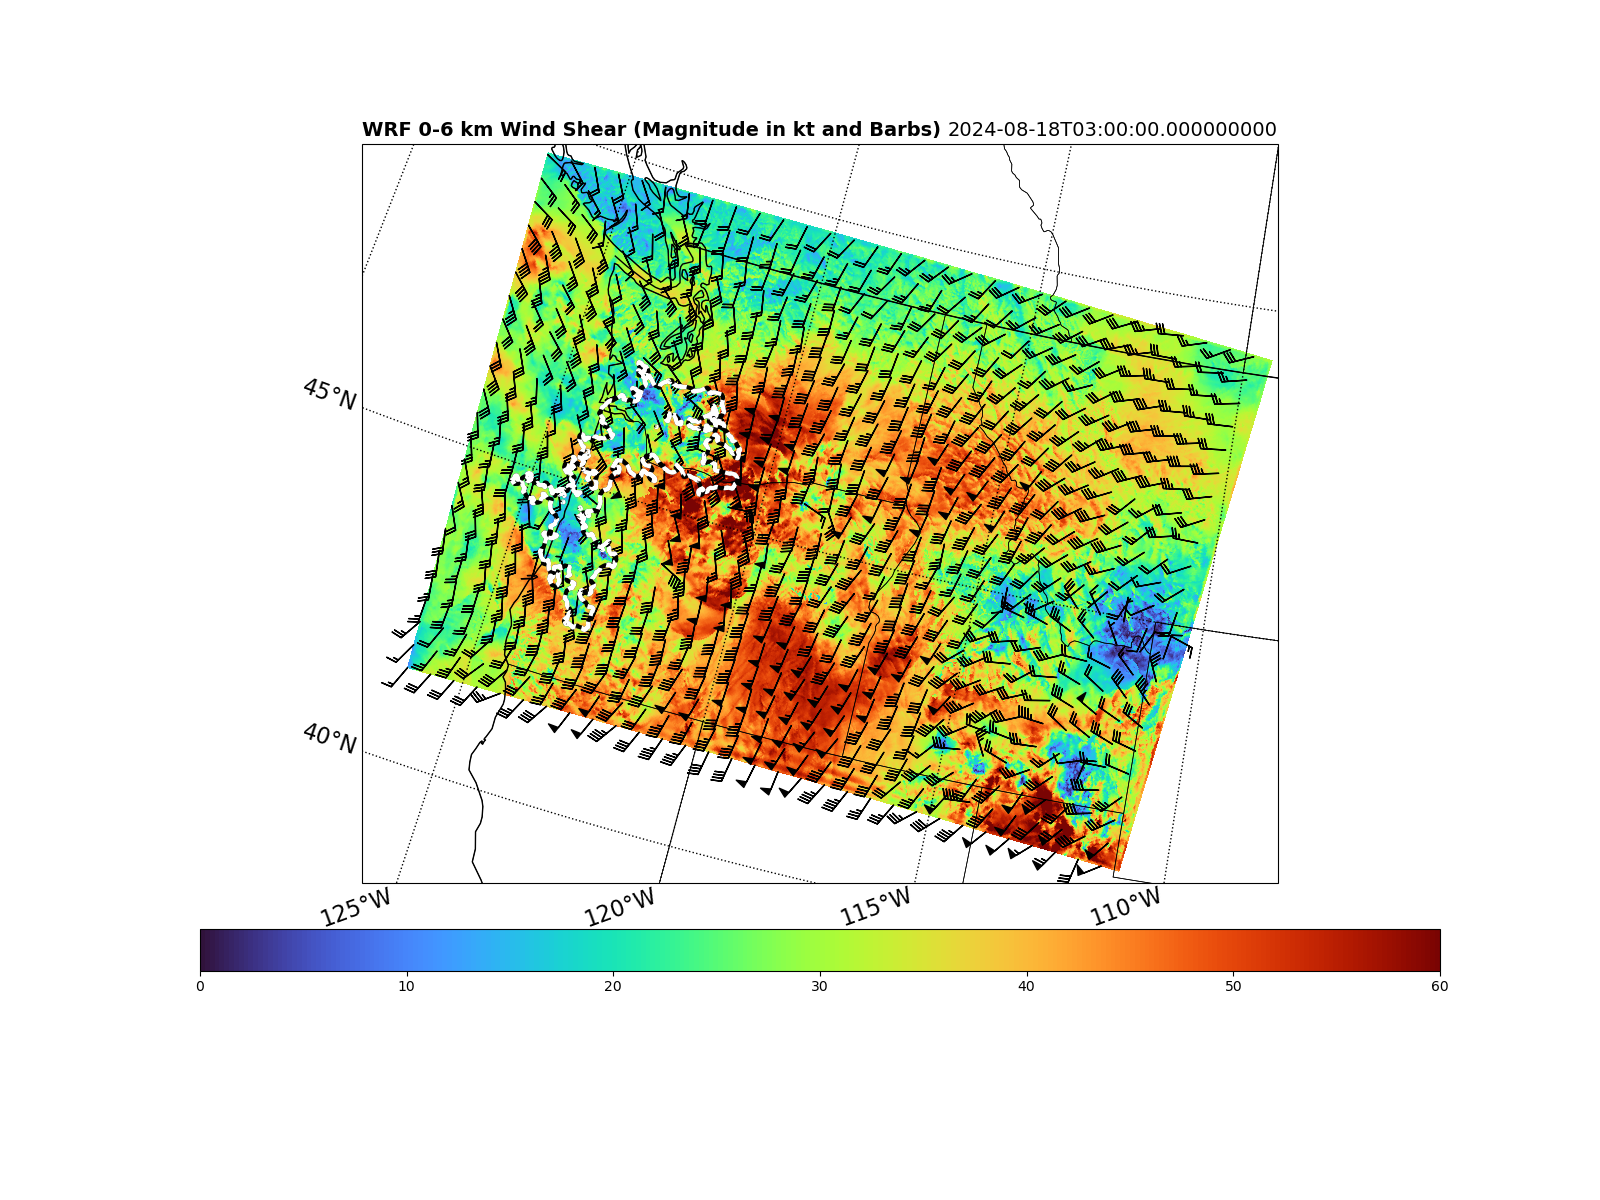 WRF 0-6 km Wind Shear (Magnitude in kt and Barbs) 2024-08-18T03:00:00.000000000
45°N
40°N
125°W 120°W 115°W 110°W
0 10 20 30 40 50 60